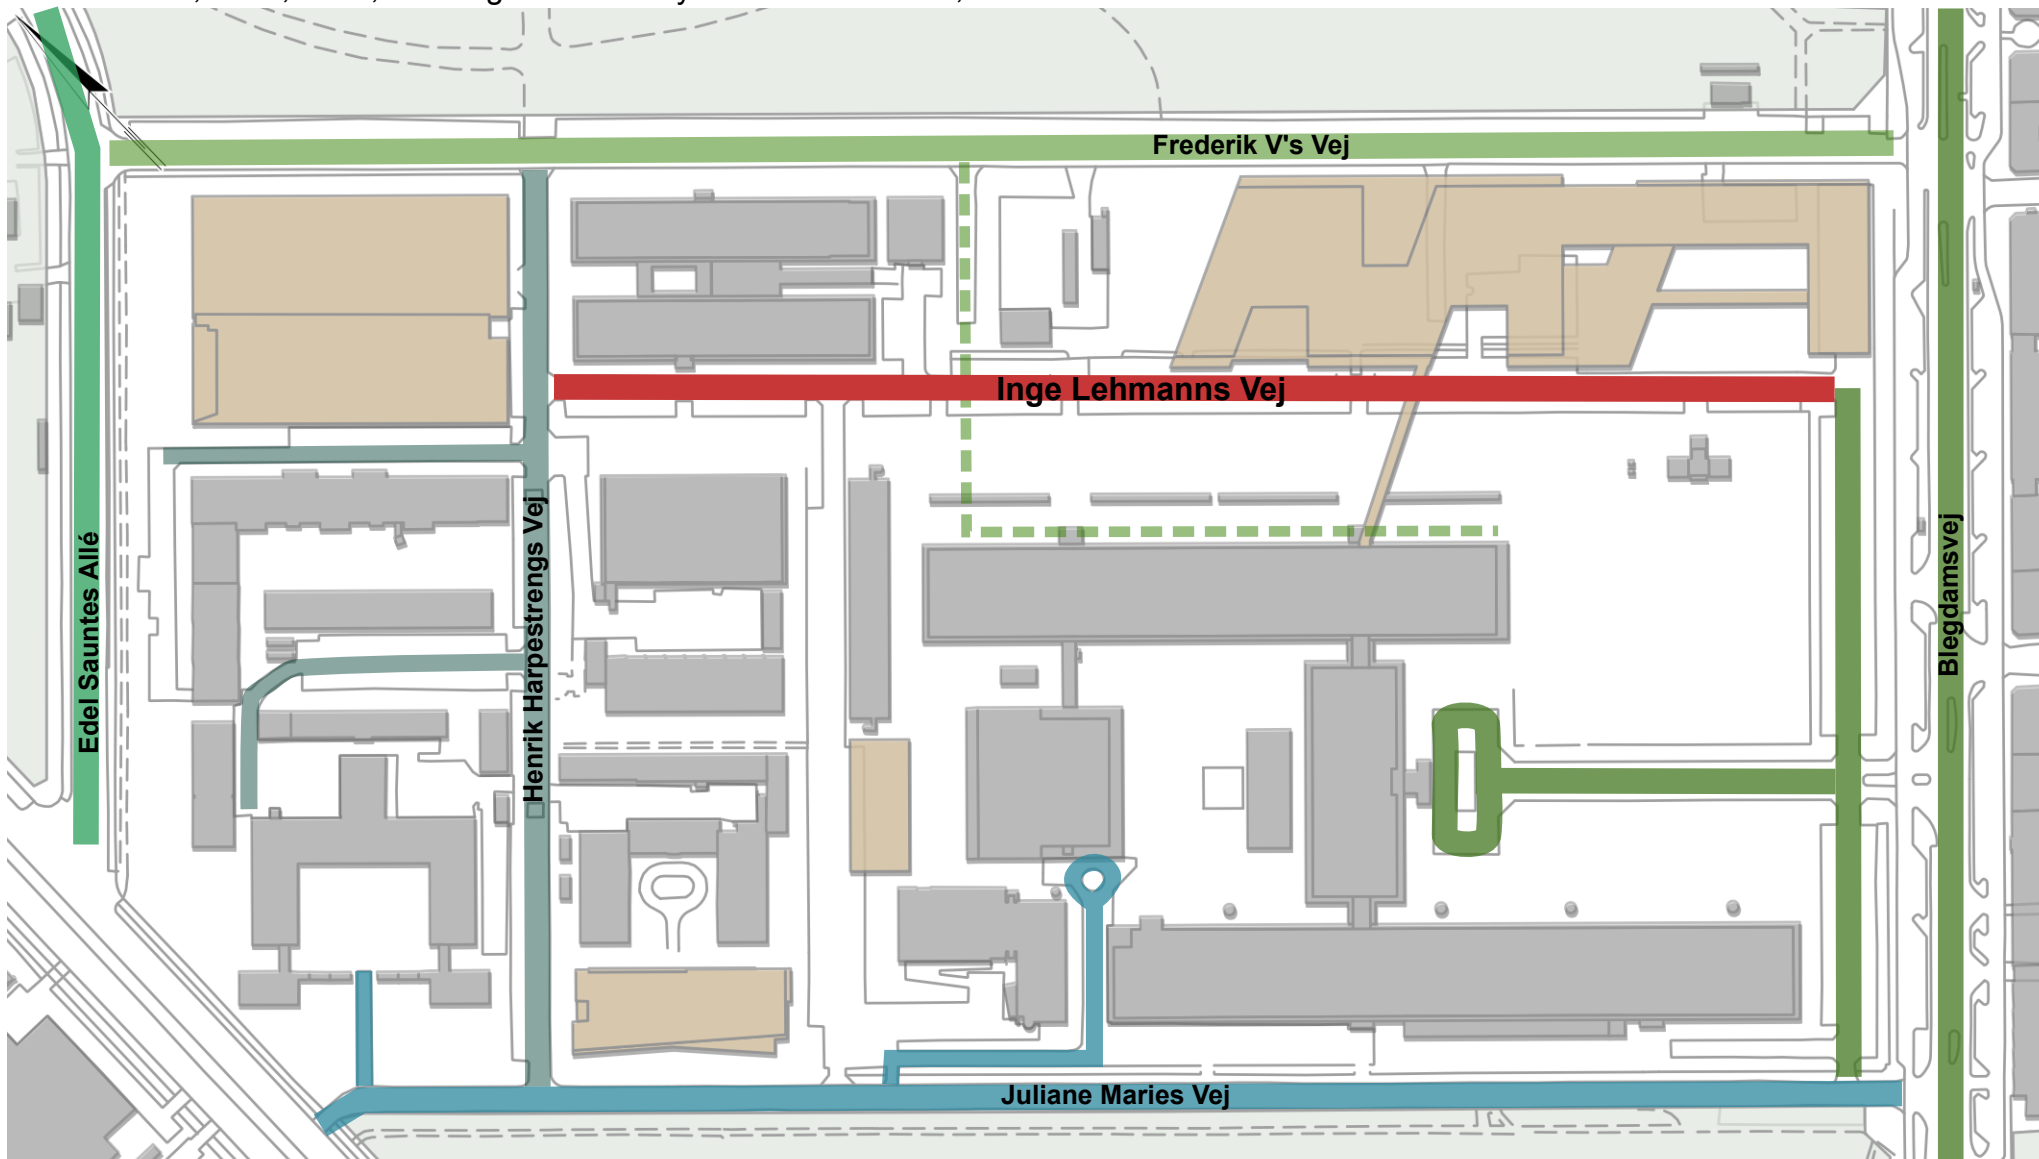 Frederik V's Vej
Inge Lehmanns Vej
Edel Sauntes Allé
Henrik Harpestrengs Vej
Blegdamsvej
Juliane Maries Vej